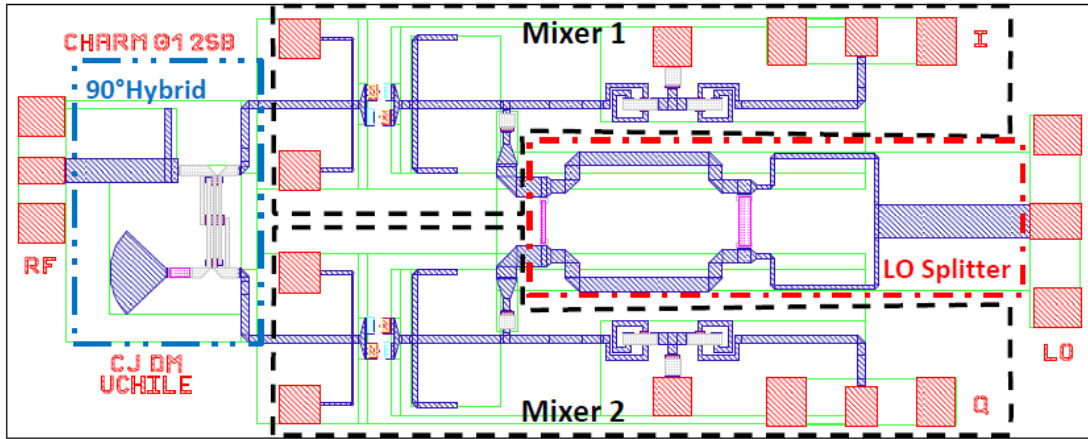 Mixer 1
I
CHARM 01 2SB
90°Hybrid
RF
LO Splitter
LO
CJ DM
UCHILE
Mixer 2
Q